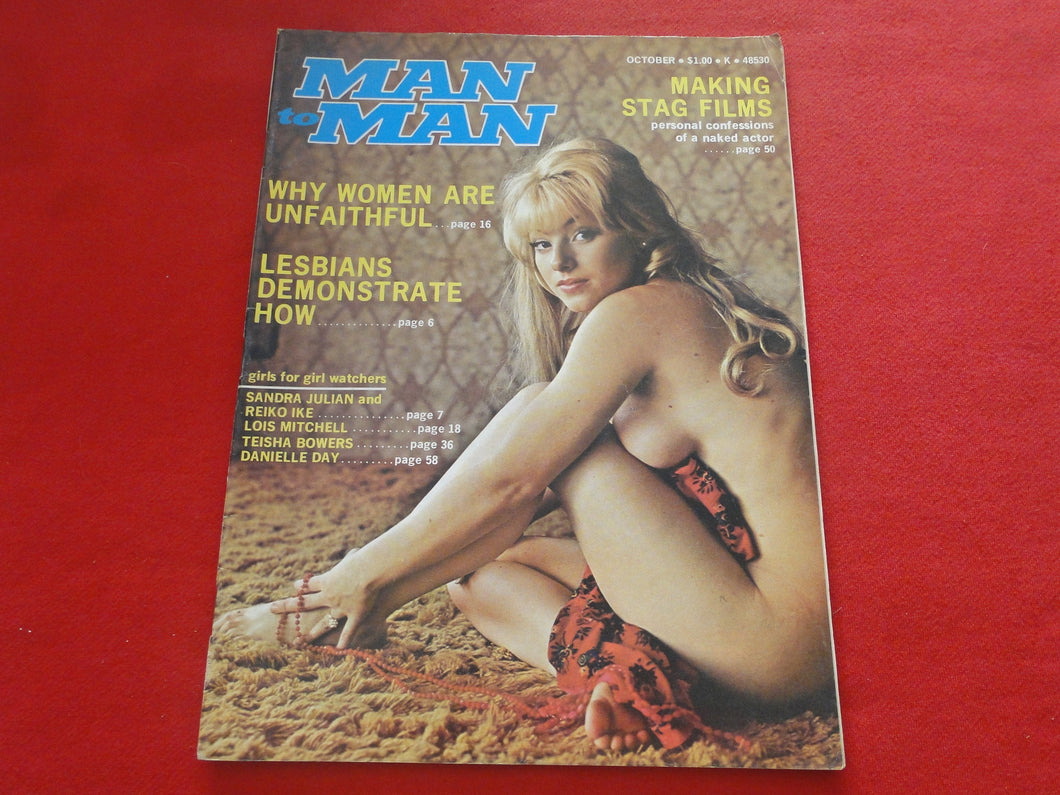 OCTOBER • $1.00 • K • 48530
MAN
to MAN
MAKING
STAG FILMS
personal confessions
of a naked actor
......page 50
WHY WOMEN ARE
UNFAITHFUL...page 16
LESBIANS
DEMONSTRATE
HOW..............page 6
girls for girl watchers
SANDRA JULIAN and
REIKO IKE...............page 7
LOIS MITCHELL...........page 18
TEISHA BOWERS.........page 36
DANIELLE DAY.........page 58